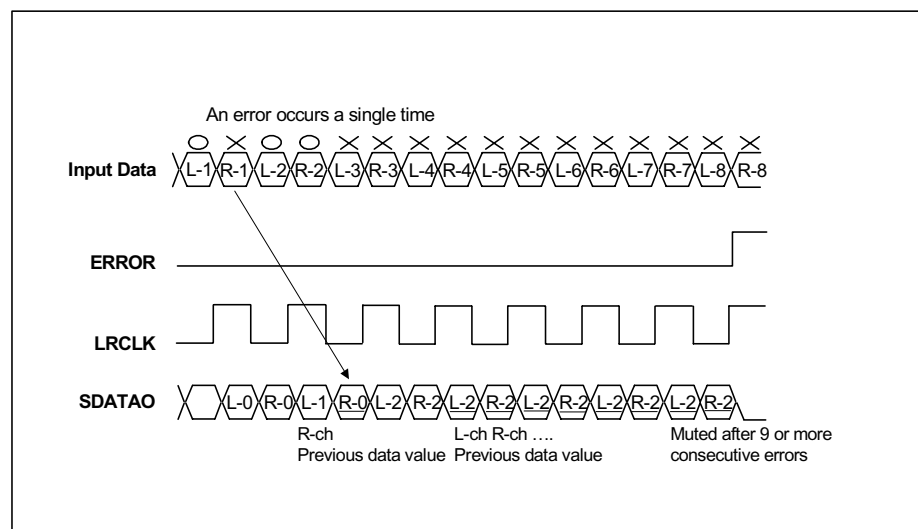 An error occurs a single time
O X O O X X X X X X X X X X X X
Input Data L-1 R-1 L-2 R-2 L-3 R-3 L-4 R-4 L-5 R-5 L-6 R-6 L-7 R-7 L-8 R-8
ERROR
LRCLK
SDATAO L-0 R-0 L-1 R-0 L-2 R-2 L-2 R-2 L-2 R-2 L-2 R-2 L-2 R-2
R-ch
Previous data value
L-ch R-ch ....
Previous data value
Muted after 9 or more
consecutive errors